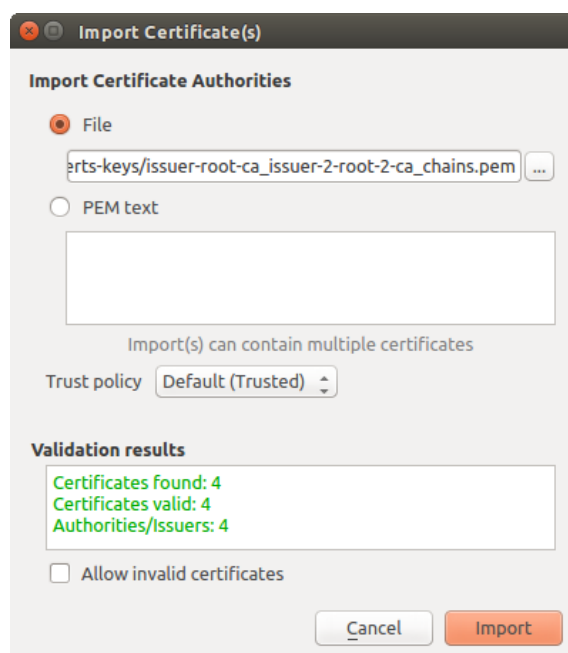 Import Certificate(s)
Import Certificate Authorities
File
erts-keys/issuer-root-ca_issuer-2-root-2-ca_chains.pem ...
PEM text
Import(s) can contain multiple certificates
Trust policy Default (Trusted)
Validation results
Certificates found: 4
Certificates valid: 4
Authorities/Issuers: 4
Allow invalid certificates
Cancel Import